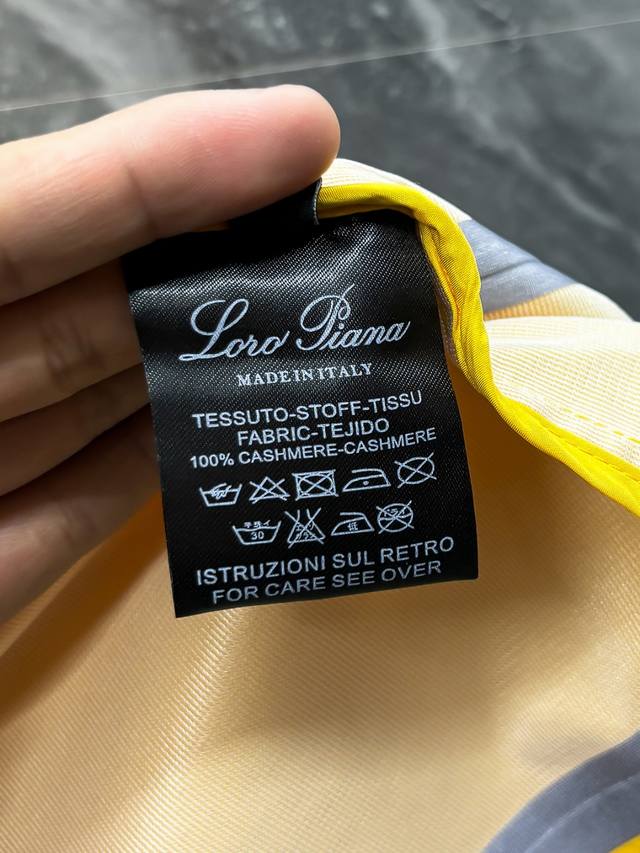 Loro Piana
MADE IN ITALY
TESSUTO-STOFF-TISSU
FABRIC-TEJIDO
100% CASHMERE-CASHMERE
30
ISTRUZIONI SUL RETRO
FOR CARE SEE OVER